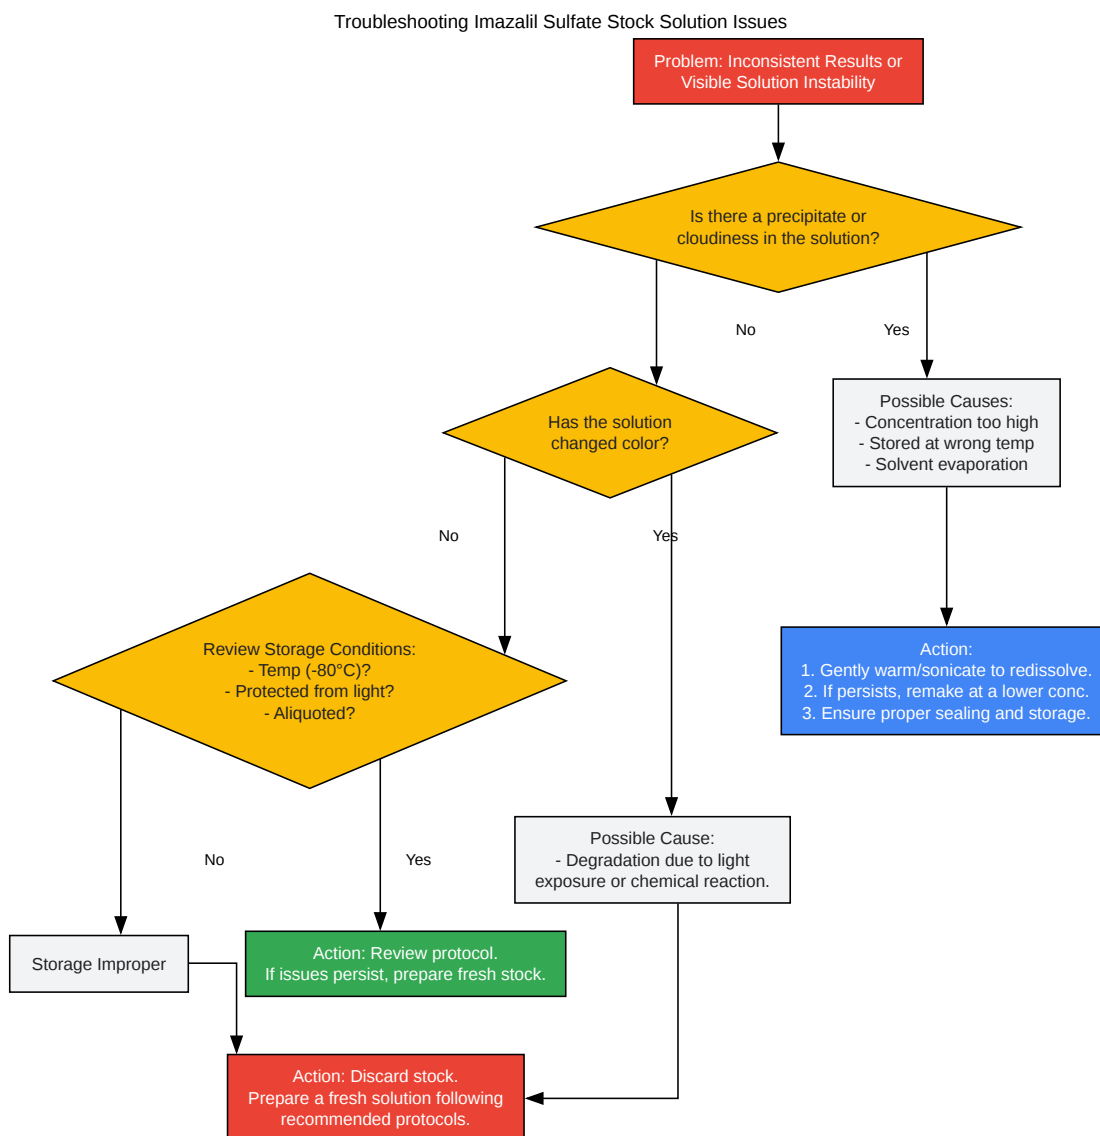 Troubleshooting Imazalil Sulfate Stock Solution Issues
Problem: Inconsistent Results or
Visible Solution Instability
Is there a precipitate or
cloudiness in the solution?
No
Yes
Has the solution
changed color?
Possible Causes:
- Concentration too high
- Stored at wrong temp
- Solvent evaporation
No
Yes
Review Storage Conditions:
- Temp (-80°C)?
- Protected from light?
- Aliquoted?
Action:
1. Gently warm/sonicate to redissolve.
2. If persists, remake at a lower conc.
3. Ensure proper sealing and storage.
No
Yes
Possible Cause:
- Degradation due to light
exposure or chemical reaction.
Storage Improper
Action: Review protocol.
If issues persist, prepare fresh stock.
Action: Discard stock.
Prepare a fresh solution following
recommended protocols.